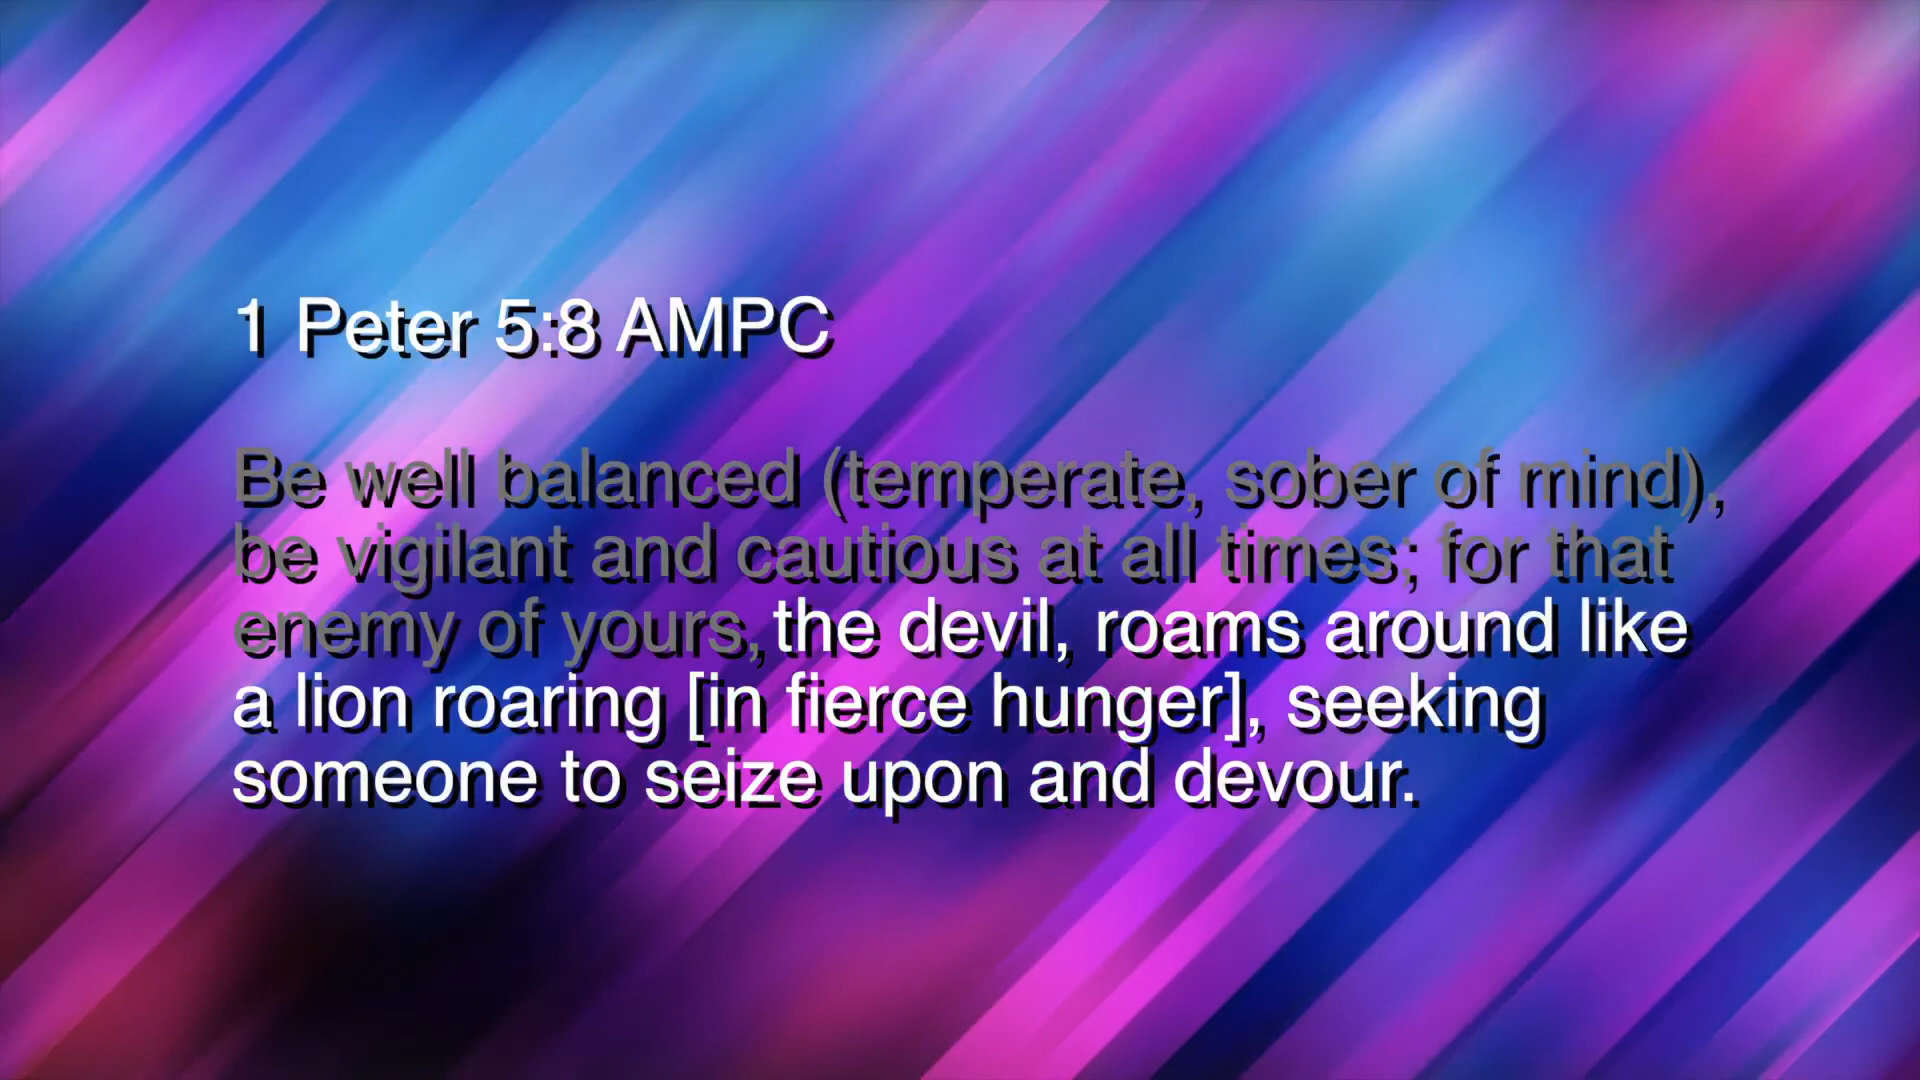 1 Peter 5:8 AMPC
Be well balanced (temperate, sober of mind),
be vigilant and cautious at all times; for that
enemy of yours, the devil, roams around like
a lion roaring [in fierce hunger], seeking
someone to seize upon and devour.